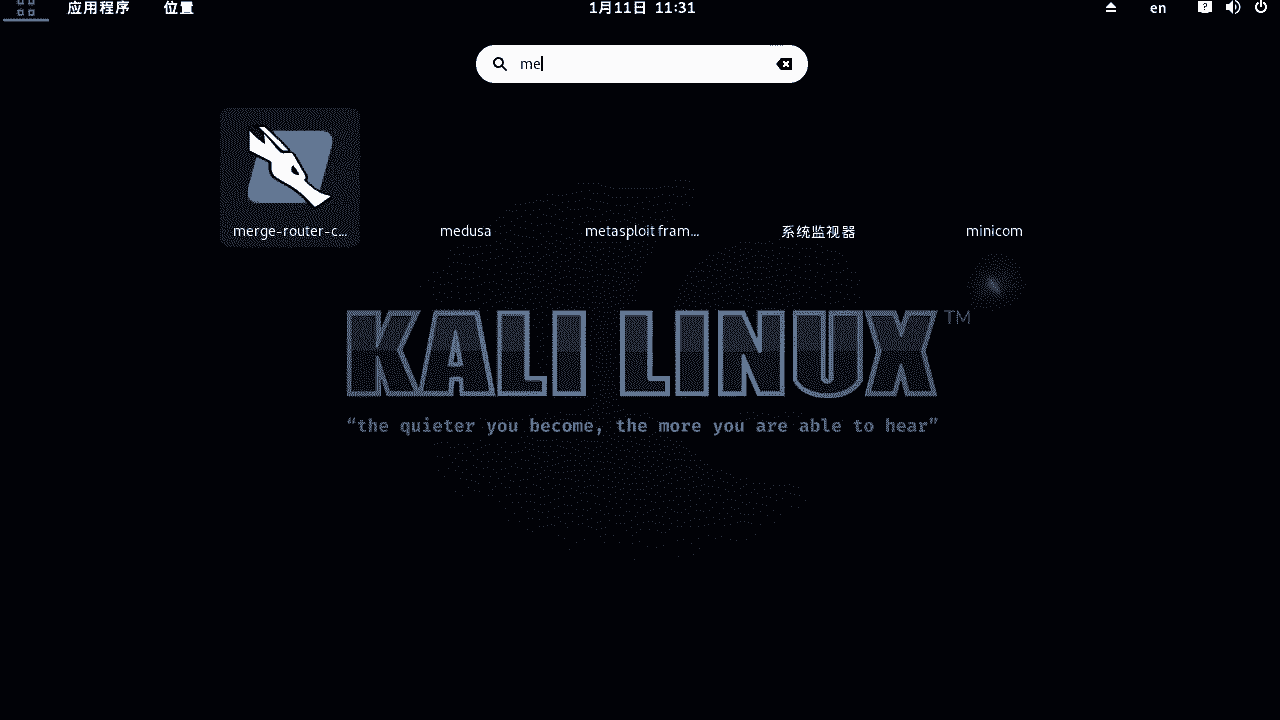 应用程序 位置 1月11日 11:31 en
me
merge-router-c... medusa metasploit fram... 系统监视器 minicom
KALI LINUX TM
“the quieter you become, the more you are able to hear”